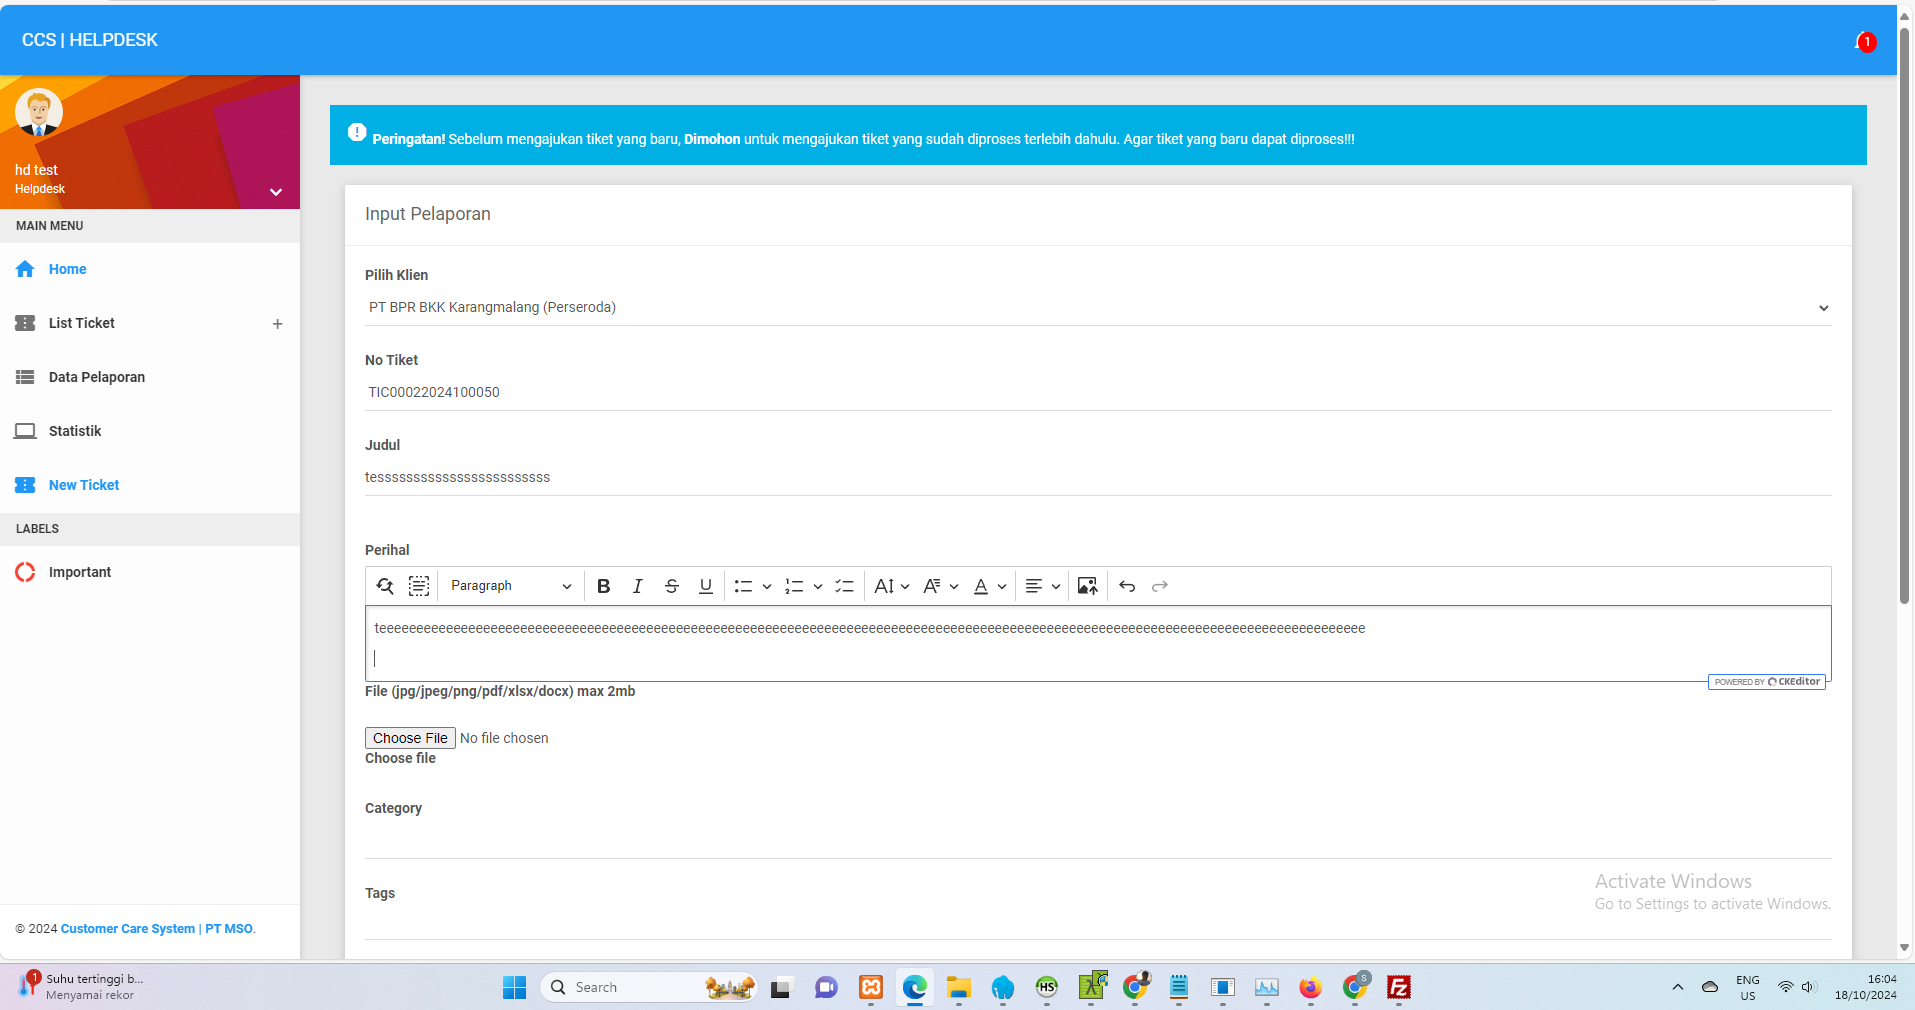 CCS | HELPDESK
1
hd test
Helpdesk
MAIN MENU
Home
List Ticket
Data Pelaporan
Statistik
New Ticket
LABELS
Important
© 2024 Customer Care System | PT MSO.
Peringatan! Sebelum mengajukan tiket yang baru, Dimohon untuk mengajukan tiket yang sudah diproses terlebih dahulu. Agar tiket yang baru dapat diproses!!!
Input Pelaporan
Pilih Klien
PT BPR BKK Karangmalang (Perseroda)
No Tiket
TIC00022024100050
Judul
tessssssssssssssssssssssss
Perihal
Paragraph
teeeeeeeeeeeeeeeeeeeeeeeeeeeeeeeeeeeeeeeeeeeeeeeeeeeeeeeeeeeeeeeeeeeeeeeeeeeeeeeeeeeeeeeeeeeeeeeeeeeeeeeeeeeeeeeeeeeeeeeeeeeeeeeeeeeee
POWERED BY CKEditor
File (jpg/jpeg/png/pdf/xlsx/docx) max 2mb
Choose File No file chosen
Choose file
Category
Tags
Activate Windows
Go to Settings to activate Windows.
1
Suhu tertinggi b...
Menyamai rekor
Search
HS
S
FZ
ENG
US
16:04
18/10/2024